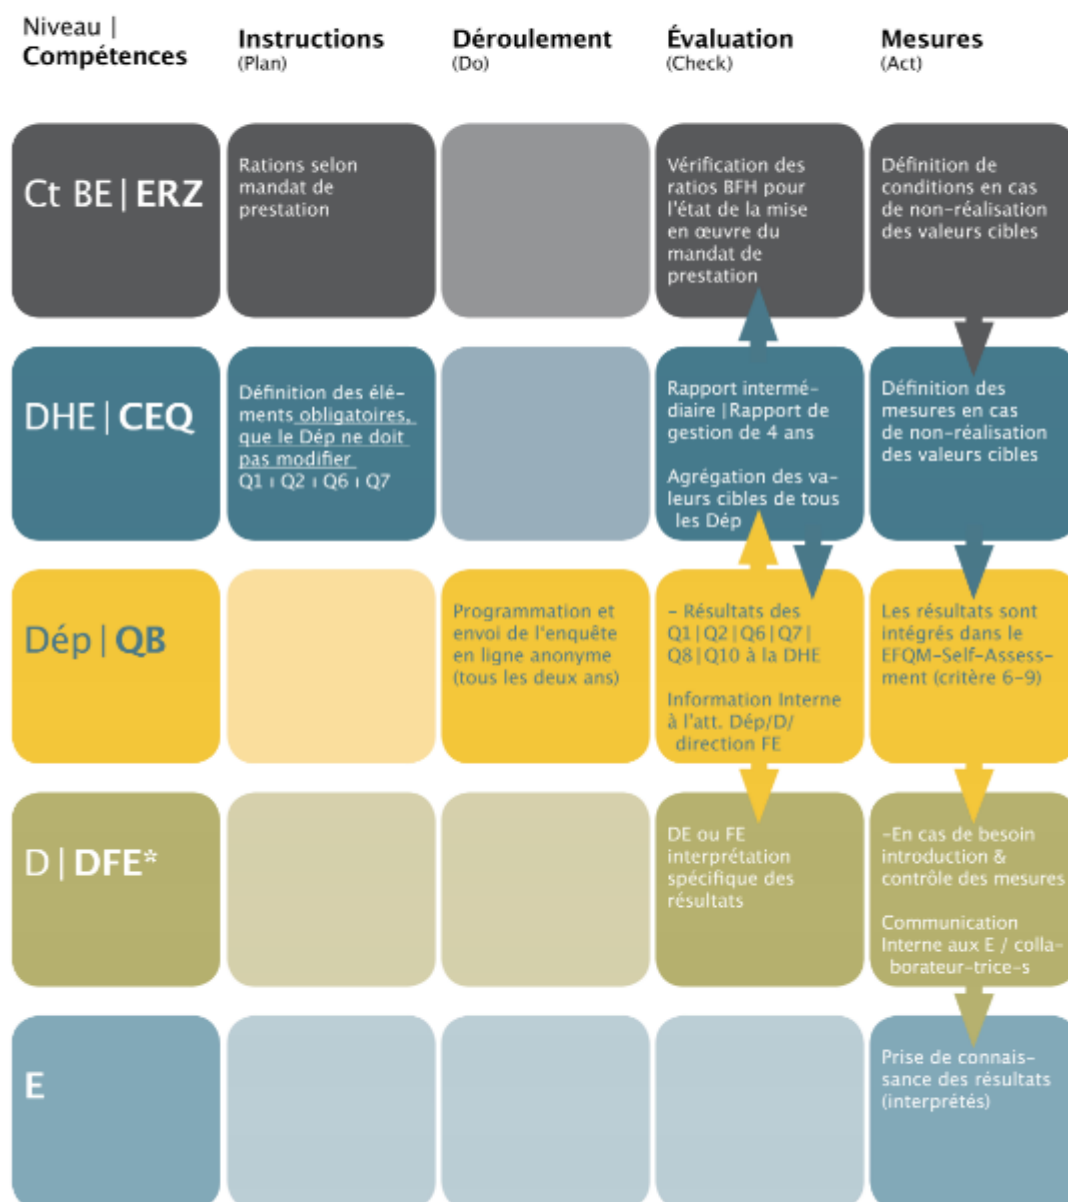 Niveau |
Compétences
Instructions
(Plan)
Déroulement
(Do)
Évaluation
(Check)
Mesures
(Act)
Ct BE | ERZ
Rations selon
mandat de
prestation
Vérification des
ratios BFH pour
l'état de la mise
en œuvre du
mandat de
prestation
Définition de
conditions en cas
de non-réalisation
des valeurs cibles
DHE | CEQ
Définition des élé-
ments obligatoires,
que le Dép ne doit
pas modifier
Q1 ı Q2 ı Q6 ı Q7
Rapport intermé-
diaire |Rapport de
gestion de 4 ans
Agrégation des va-
leurs cibles de tous
les Dép
Définition des
mesures en cas
de non-réalisation
des valeurs cibles
Dép | QB
Programmation et
envoi de l'enquête
en ligne anonyme
(tous les deux ans)
- Résultats des
Q1|Q2|Q6|Q7|
Q8|Q10 à la DHE
Information Interne
à l'att. Dép/D/
direction FE
Les résultats sont
intégrés dans le
EFQM-Self-Assess-
ment (critère 6-9)
D | DFE*
DE ou FE
interprétation
spécifique des
résultats
-En cas de besoin
introduction &
contrôle des mesures
Communication
Interne aux E / colla-
borateur-trice-s
E
Prise de connais-
sance des résultats
(interprétés)